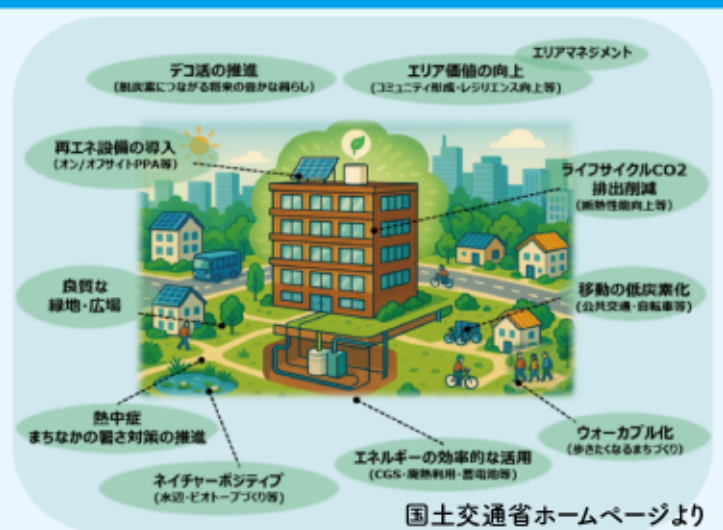 エリアマネジメント
デコ活の推進
(脱炭素につながる将来の豊かな暮らし)
エリア価値の向上
(コミュニティ形成・レジリエンス向上等)
再エネ設備の導入
(オン/オフサイトPPA等)
ライフサイクルCO2
排出削減
(断熱性能向上等)
良質な
緑地・広場
移動の低炭素化
(公共交通・自転車等)
熱中症
まちなかの暑さ対策の推進
ウォーカブル化
(歩きたくなるまちづくり)
ネイチャーポジティブ
(水辺・ビオトープづくり等)
エネルギーの効率的な活用
(CGS・廃熱利用・蓄電池等)
国土交通省ホームページより